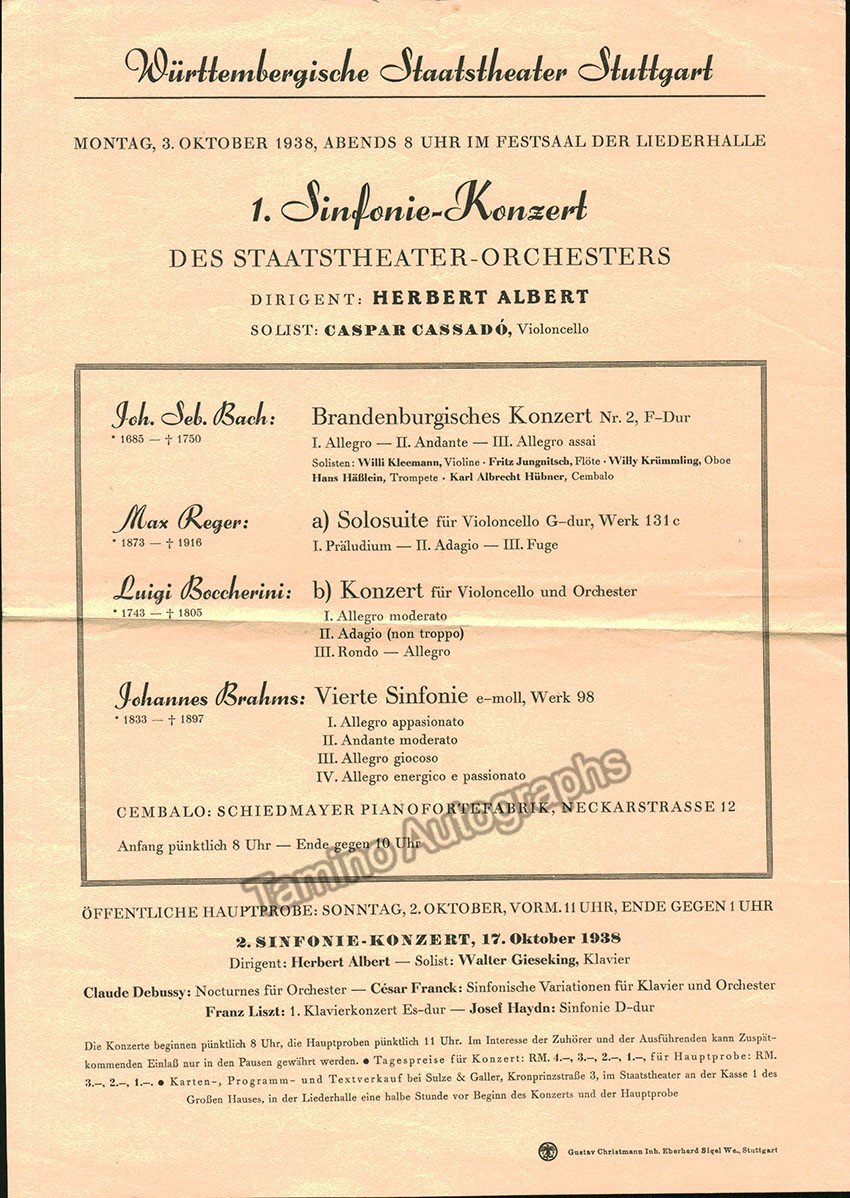 Württembergische Staatstheater Stuttgart
MONTAG, 3. OKTOBER 1938, ABENDS 8 UHR IM FESTSAAL DER LIEDERHALLE
1. Sinfonie-Konzert
DES STAATSTHEATER-ORCHESTERS
DIRIGENT: HERBERT ALBERT
SOLIST: CASPAR CASSADÓ, Violoncello
Joh. Seb. Bach: Brandenburgisches Konzert Nr. 2, F-Dur
* 1685 — † 1750 I. Allegro — II. Andante — III. Allegro assai
Solisten: Willi Kleemann, Violine · Fritz Jungnitsch, Flöte · Willy Krümmling, Oboe
Hans Häßlein, Trompete · Karl Albrecht Hübner, Cembalo
Max Reger: a) Solosuite für Violoncello G-dur, Werk 131 c
* 1873 — † 1916 I. Präludium — II. Adagio — III. Fuge
Luigi Boccherini: b) Konzert für Violoncello und Orchester
* 1743 — † 1805 I. Allegro moderato
II. Adagio (non troppo)
III. Rondo — Allegro
Johannes Brahms: Vierte Sinfonie e-moll, Werk 98
* 1833 — † 1897 I. Allegro appasionato
II. Andante moderato
III. Allegro giocoso
IV. Allegro energico e passionato
CEMBALO: SCHIEDMAYER PIANOFORTEFABRIK, NECKARSTRASSE 12
Anfang pünktlich 8 Uhr — Ende gegen 10 Uhr
Tamino Autographs
ÖFFENTLICHE HAUPTPROBE: SONNTAG, 2. OKTOBER, VORM. 11 UHR, ENDE GEGEN 1 UHR
2. SINFONIE-KONZERT, 17. Oktober 1938
Dirigent: Herbert Albert — Solist: Walter Gieseking, Klavier
Claude Debussy: Nocturnes für Orchester — César Franck: Sinfonische Variationen für Klavier und Orchester
Franz Liszt: 1. Klavierkonzert Es-dur — Josef Haydn: Sinfonie D-dur
Die Konzerte beginnen pünktlich 8 Uhr, die Hauptproben pünktlich 11 Uhr. Im Interesse der Zuhörer und der Ausführenden kann Zuspät-
kommenden Einlaß nur in den Pausen gewährt werden. ● Tagespreise für Konzert: RM. 4.–, 3.–, 2.–, 1.–, für Hauptprobe: RM.
3.–, 2.–, 1.–. ● Karten-, Programm- und Textverkauf bei Sulze & Galler, Kronprinzstraße 3, im Staatstheater an der Kasse 1 des
Großen Hauses, in der Liederhalle eine halbe Stunde vor Beginn des Konzerts und der Hauptprobe
Gustav Christmann Inh. Eberhard Sigel We., Stuttgart